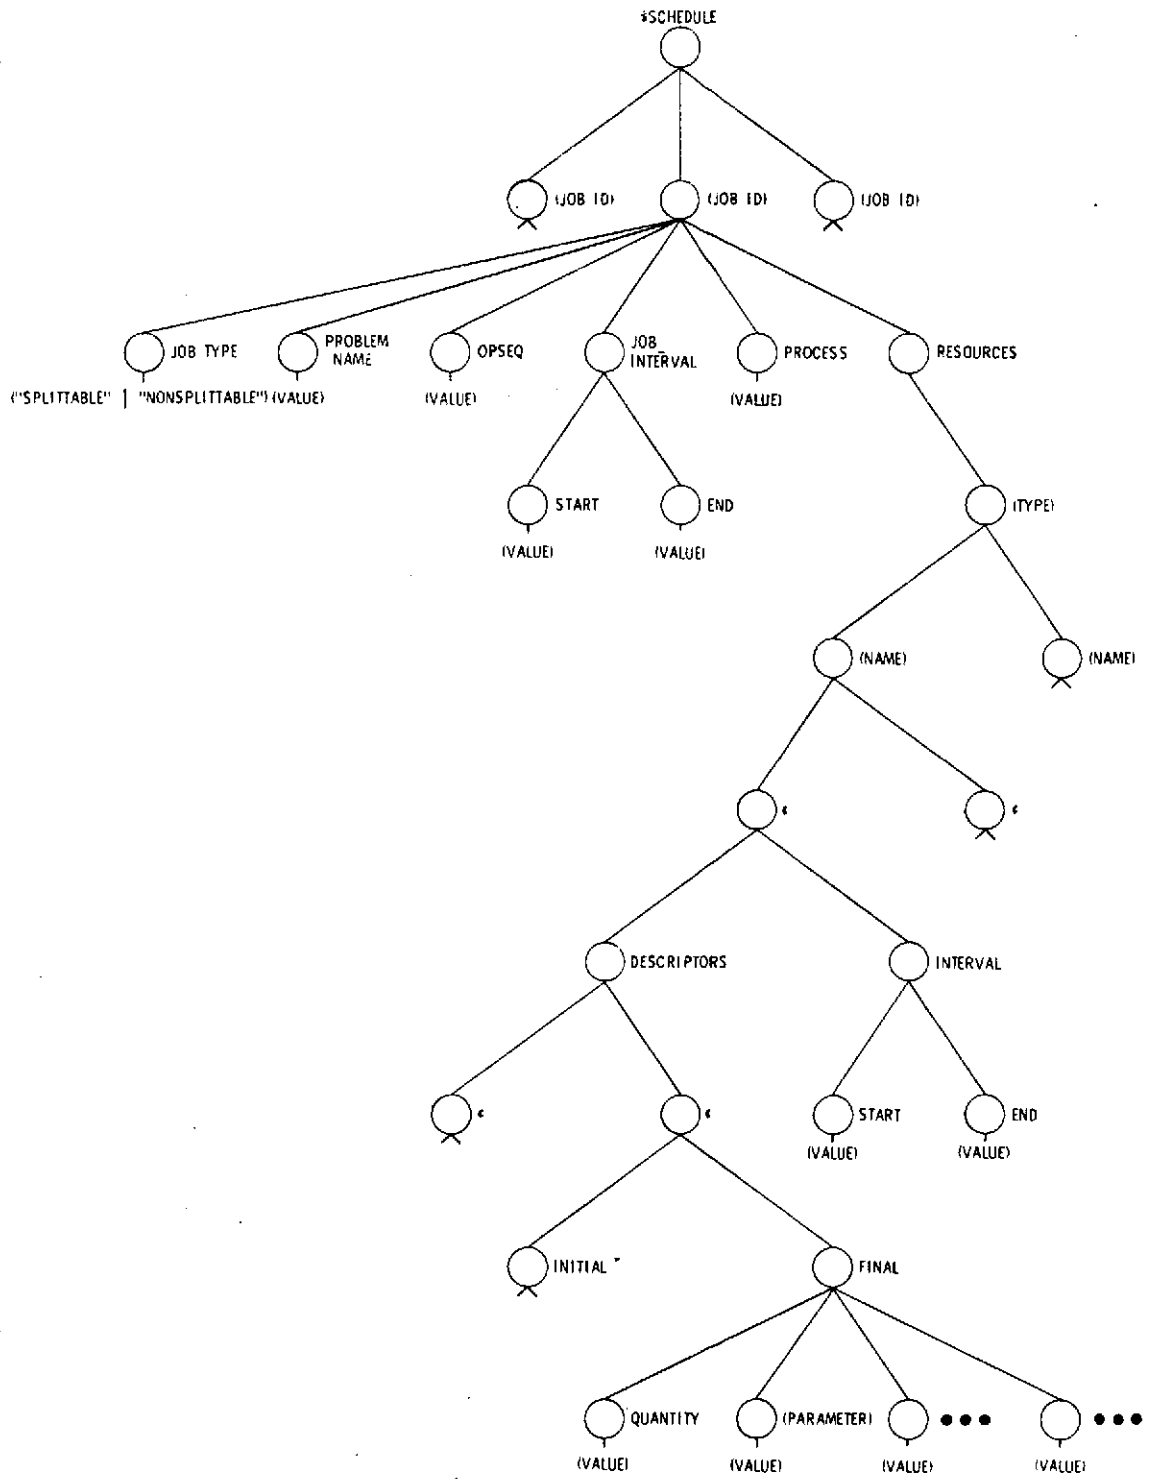 $SCHEDULE
(JOB ID) (JOB ID) (JOB ID)
JOB TYPE PROBLEM NAME OPSEQ JOB_INTERVAL PROCESS RESOURCES
("SPLITTABLE" | "NONSPLITTABLE") (VALUE) (VALUE) (VALUE)
START END (TYPE)
(VALUE) (VALUE)
(NAME) (NAME)
DESCRIPTORS INTERVAL
START END
(VALUE) (VALUE)
INITIAL FINAL
QUANTITY (PARAMETER) ●●● ●●●
(VALUE) (VALUE) (VALUE) (VALUE)